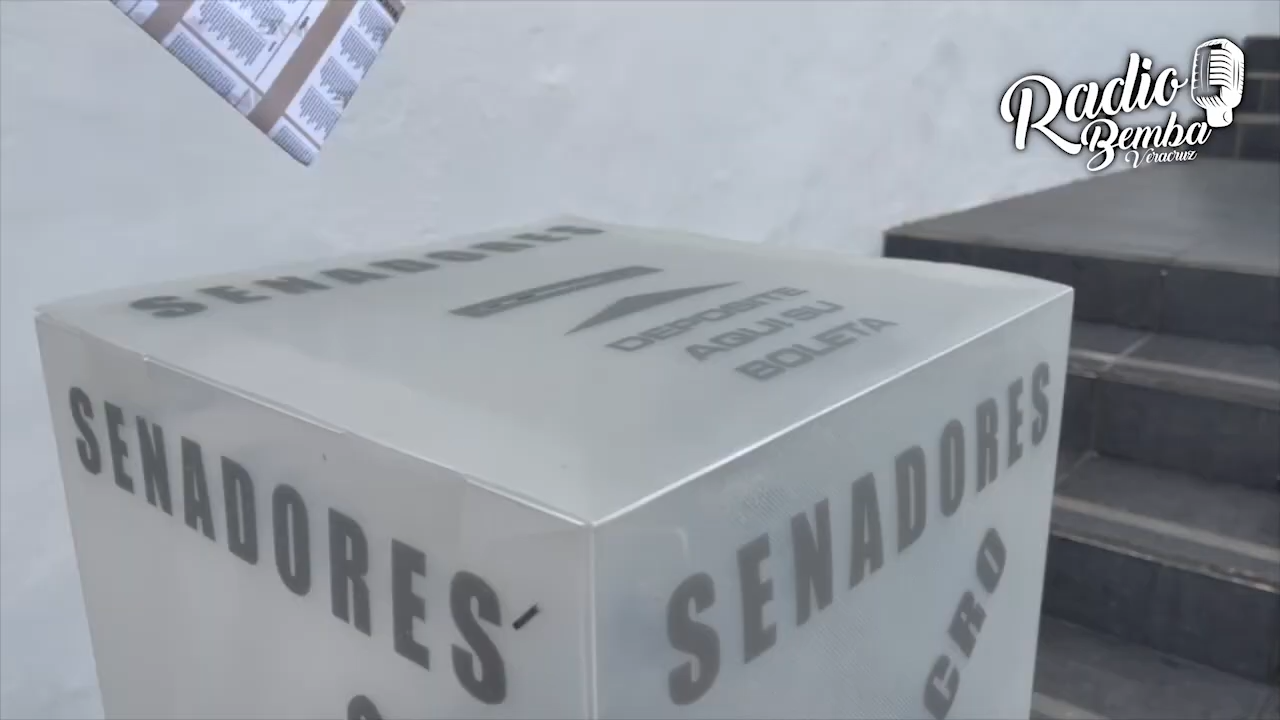 Radio
Bemba
Veracruz
SENADORES
DEPOSITE
AQUI SU
BOLETA
SENADORES
SENADORES
CRO